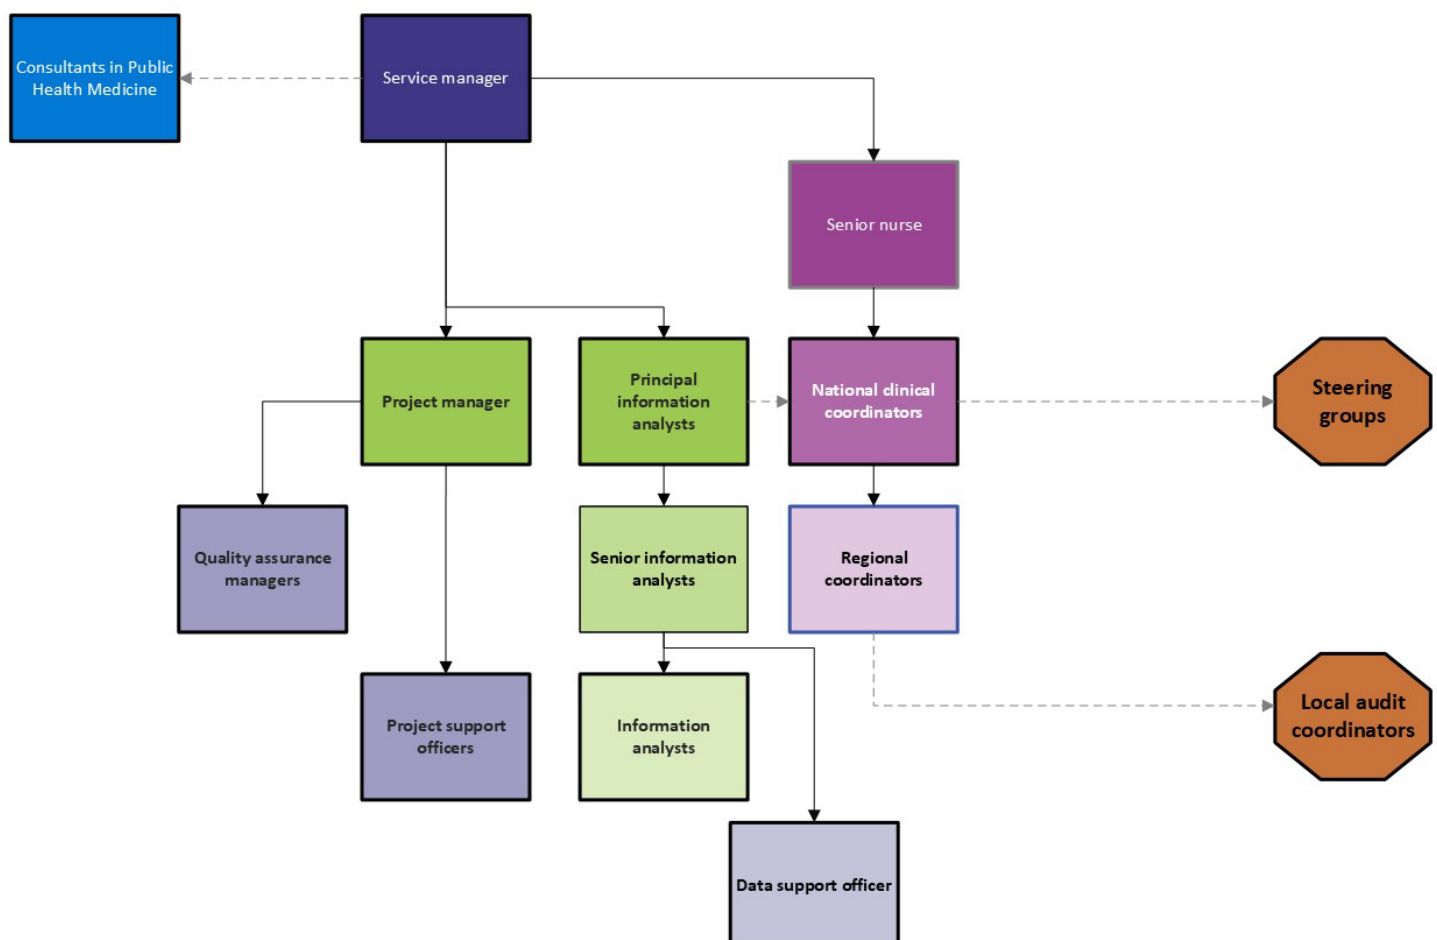 Consultants in Public
Health Medicine
Service manager
Senior nurse
Project manager
Principal
information
analysts
National clinical
coordinators
Steering
groups
Quality assurance
managers
Senior information
analysts
Regional
coordinators
Project support
officers
Information
analysts
Local audit
coordinators
Data support officer